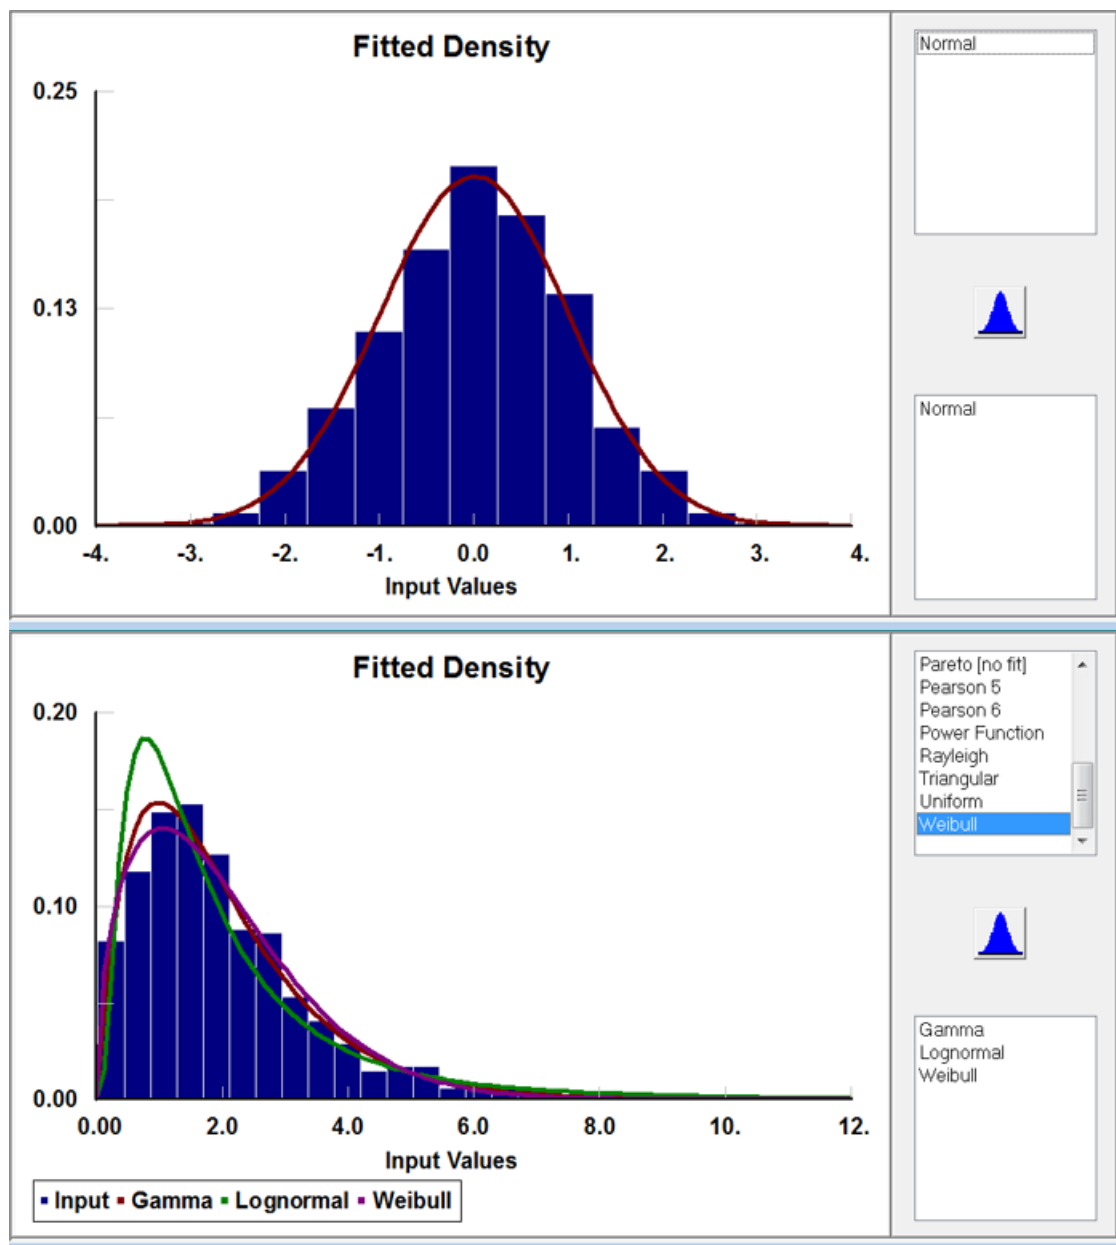 Fitted Density
0.25
0.13
0.00
-4. -3. -2. -1. 0.0 1. 2. 3. 4.
Input Values
Normal
Normal
Fitted Density
0.20
0.10
0.00
0.00 2.0 4.0 6.0 8.0 10. 12.
Input Values
Input Gamma Lognormal Weibull
Pareto [no fit]
Pearson 5
Pearson 6
Power Function
Rayleigh
Triangular
Uniform
Weibull
Gamma
Lognormal
Weibull